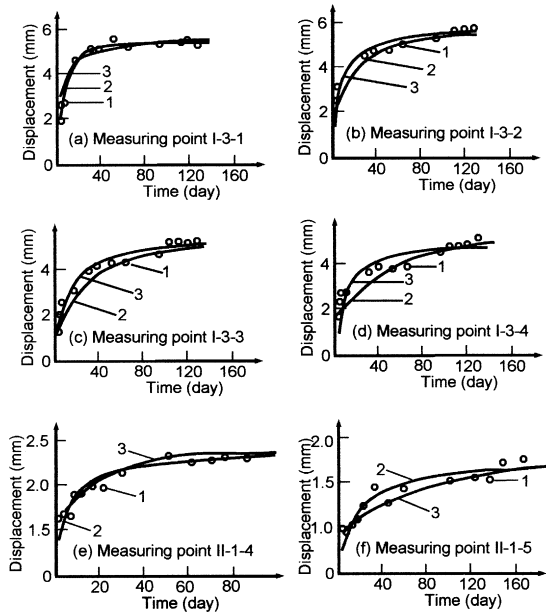 Displacement (mm)
6
4
2
0
3
2
1
(a) Measuring point I-3-1
40 80 120 160
Time (day)
Displacement (mm)
6
4
2
0
1
2
3
(b) Measuring point I-3-2
40 80 120 160
Time (day)
Displacement (mm)
4
2
0
1
3
2
(c) Measuring point I-3-3
40 80 120 160
Time (day)
Displacement (mm)
6
4
2
0
1
3
2
(d) Measuring point I-3-4
40 80 120 160
Time (day)
Displacement (mm)
2.5
2.0
1.5
0
3
1
2
(e) Measuring point II-1-4
20 40 60 80
Time (day)
Displacement (mm)
2.0
1.5
1.0
0
2
1
3
(f) Measuring point II-1-5
40 80 120 160
Time (day)